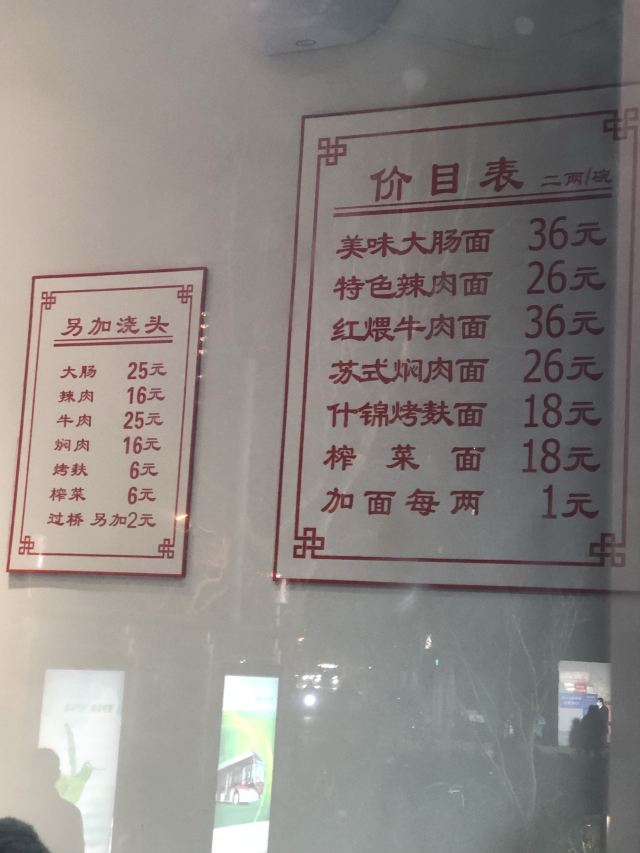 另加浇头
大肠 25元
辣肉 16元
牛肉 25元
焖肉 16元
烤麸 6元
榨菜 6元
过桥 另加2元
价目表 二两/碗
美味大肠面 36元
特色辣肉面 26元
红煨牛肉面 36元
苏式焖肉面 26元
什锦烤麸面 18元
榨菜面 18元
加面每两 1元